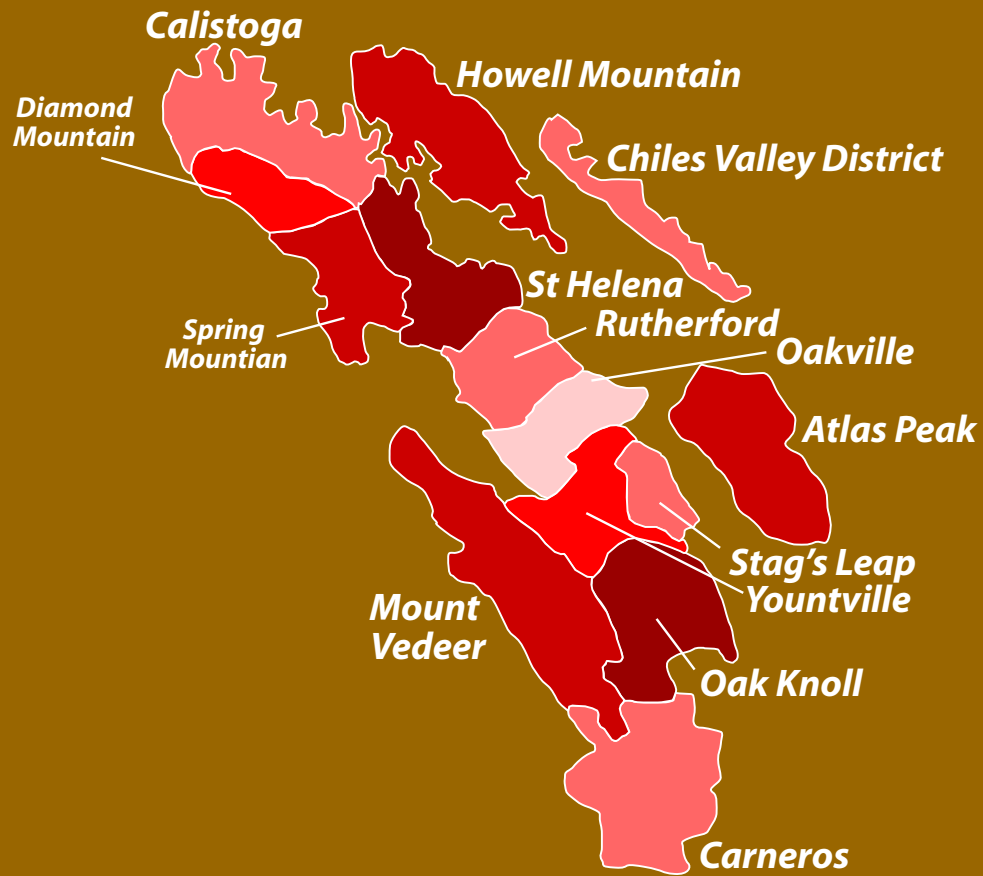 Calistoga
Howell Mountain
Diamond
Mountain
Chiles Valley District
St Helena
Rutherford
Spring
Mountian
Oakville
Atlas Peak
Stag's Leap
Yountville
Mount
Vedeer
Oak Knoll
Carneros